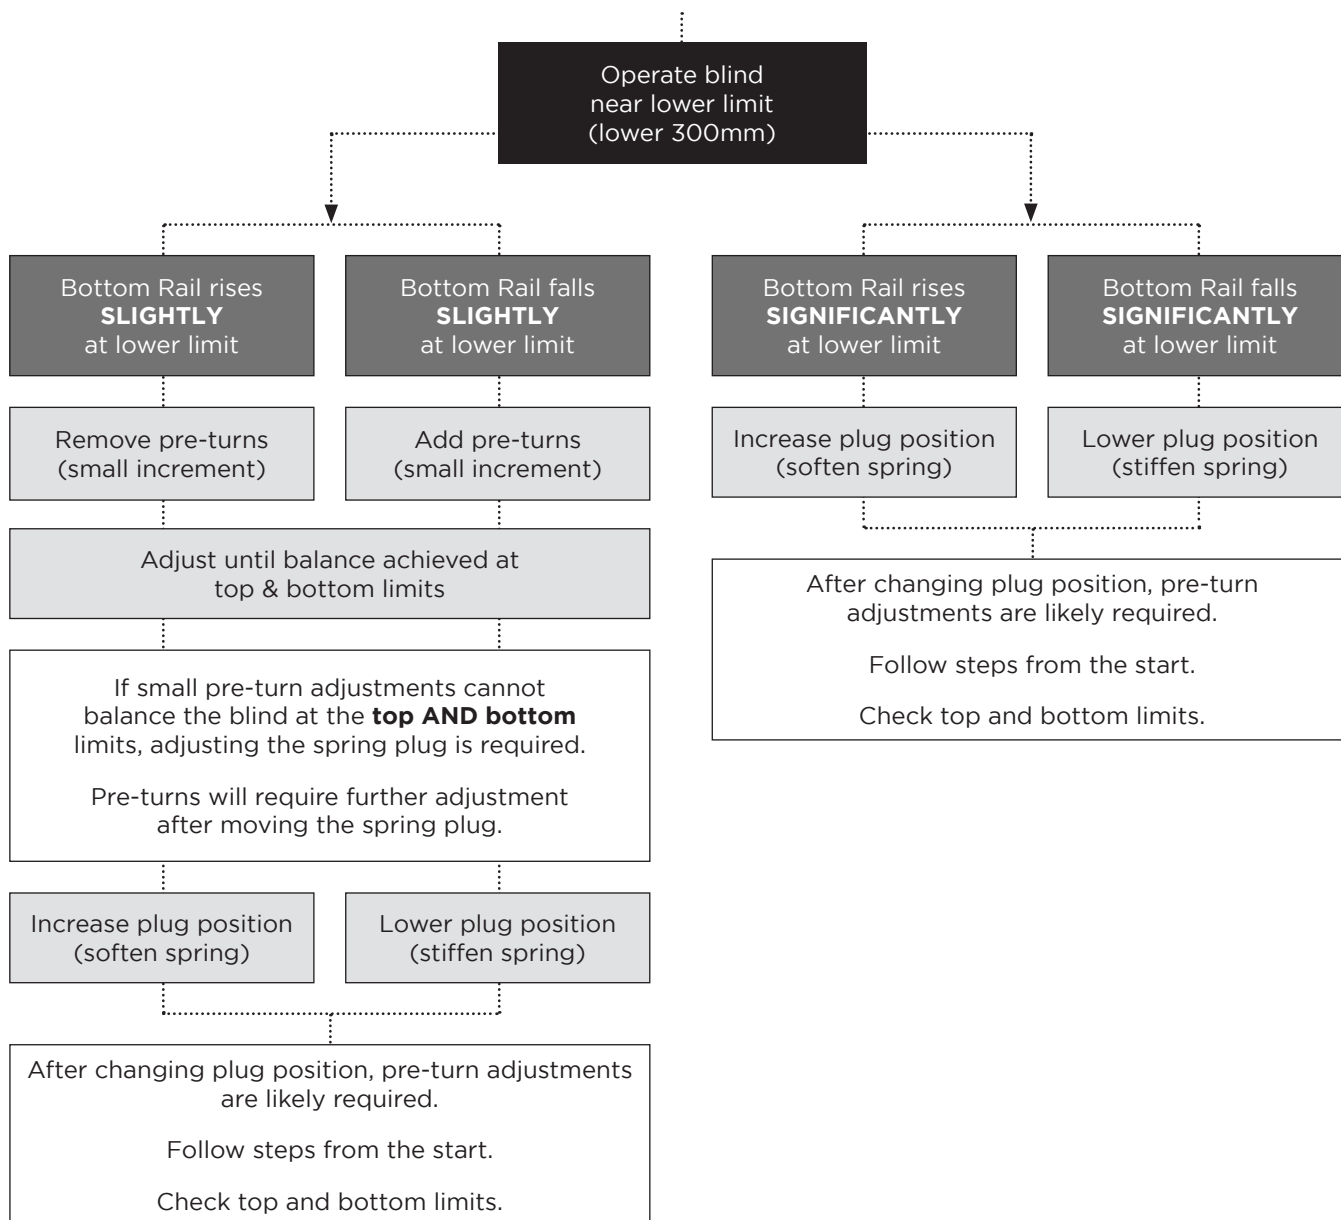 Operate blind
near lower limit
(lower 300mm)
Bottom Rail rises
SLIGHTLY
at lower limit
Bottom Rail falls
SLIGHTLY
at lower limit
Bottom Rail rises
SIGNIFICANTLY
at lower limit
Bottom Rail falls
SIGNIFICANTLY
at lower limit
Remove pre-turns
(small increment)
Add pre-turns
(small increment)
Increase plug position
(soften spring)
Lower plug position
(stiffen spring)
Adjust until balance achieved at
top & bottom limits
After changing plug position, pre-turn
adjustments are likely required.
Follow steps from the start.
Check top and bottom limits.
If small pre-turn adjustments cannot
balance the blind at the top AND bottom
limits, adjusting the spring plug is required.
Pre-turns will require further adjustment
after moving the spring plug.
Increase plug position
(soften spring)
Lower plug position
(stiffen spring)
After changing plug position, pre-turn adjustments
are likely required.
Follow steps from the start.
Check top and bottom limits.